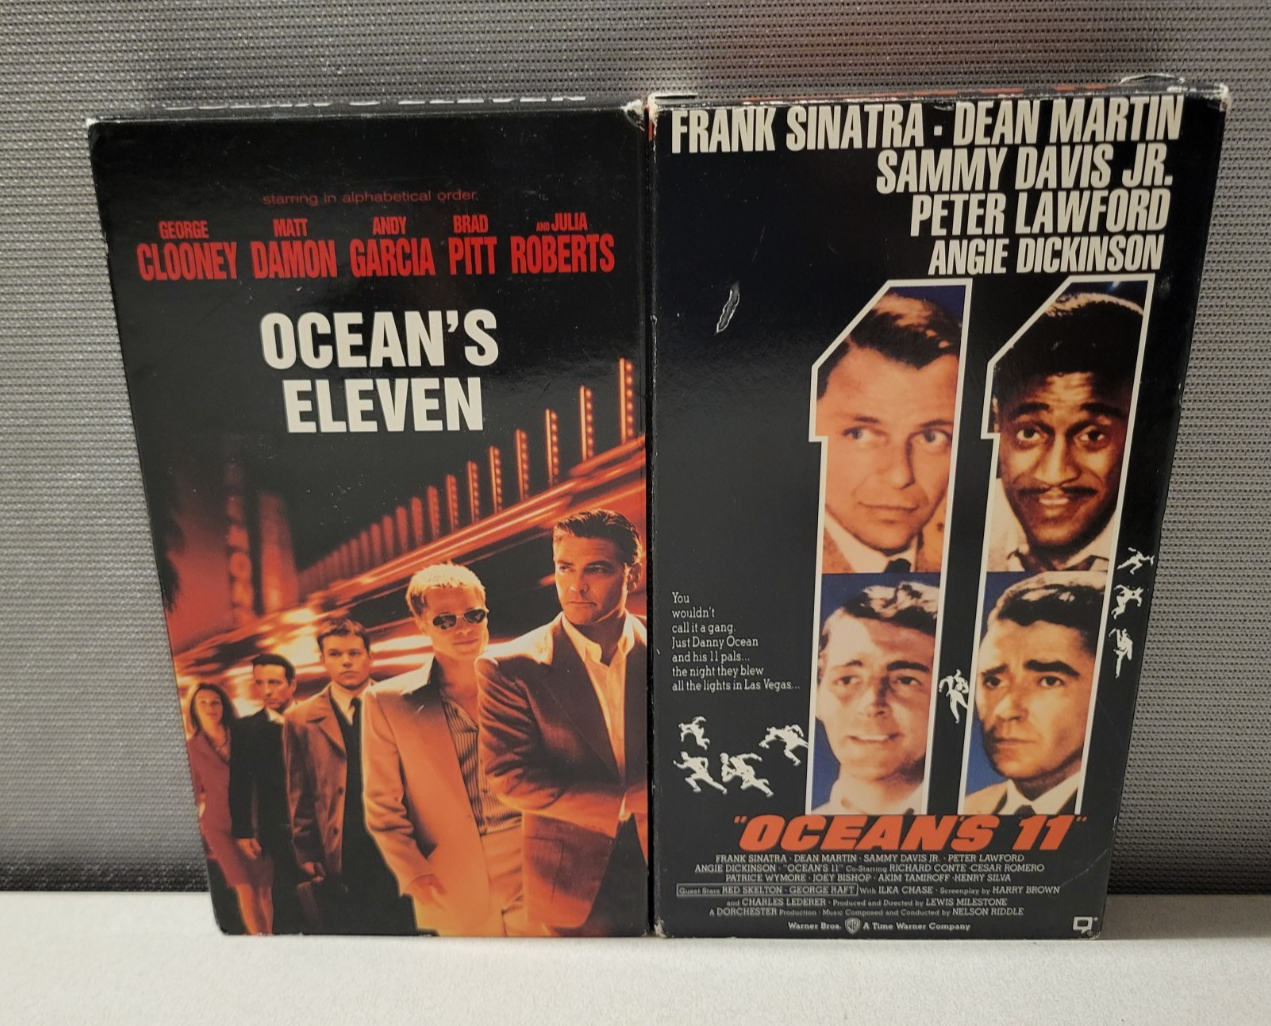 OCEAN'S ELEVEN
starring in alphabetical order.
GEORGE CLOONEY MATT DAMON ANDY GARCIA BRAD PITT AND JULIA ROBERTS
OCEAN'S
ELEVEN
FRANK SINATRA · DEAN MARTIN
SAMMY DAVIS JR.
PETER LAWFORD
ANGIE DICKINSON
11
You
wouldn't
call it a gang.
Just Danny Ocean
and his 11 pals...
the night they blew
all the lights in Las Vegas...
"OCEAN'S 11"
FRANK SINATRA · DEAN MARTIN · SAMMY DAVIS JR. · PETER LAWFORD
ANGIE DICKINSON · "OCEAN'S 11" Co-Starring RICHARD CONTE · CESAR ROMERO
PATRICE WYMORE · JOEY BISHOP · AKIM TAMIROFF · HENRY SILVA
Guest Stars RED SKELTON · GEORGE RAFT With ILKA CHASE · Screenplay by HARRY BROWN
and CHARLES LEDERER · Produced and Directed by LEWIS MILESTONE
A DORCHESTER Production · Music Composed and Conducted by NELSON RIDDLE
Warner Bros. WB A Time Warner Company